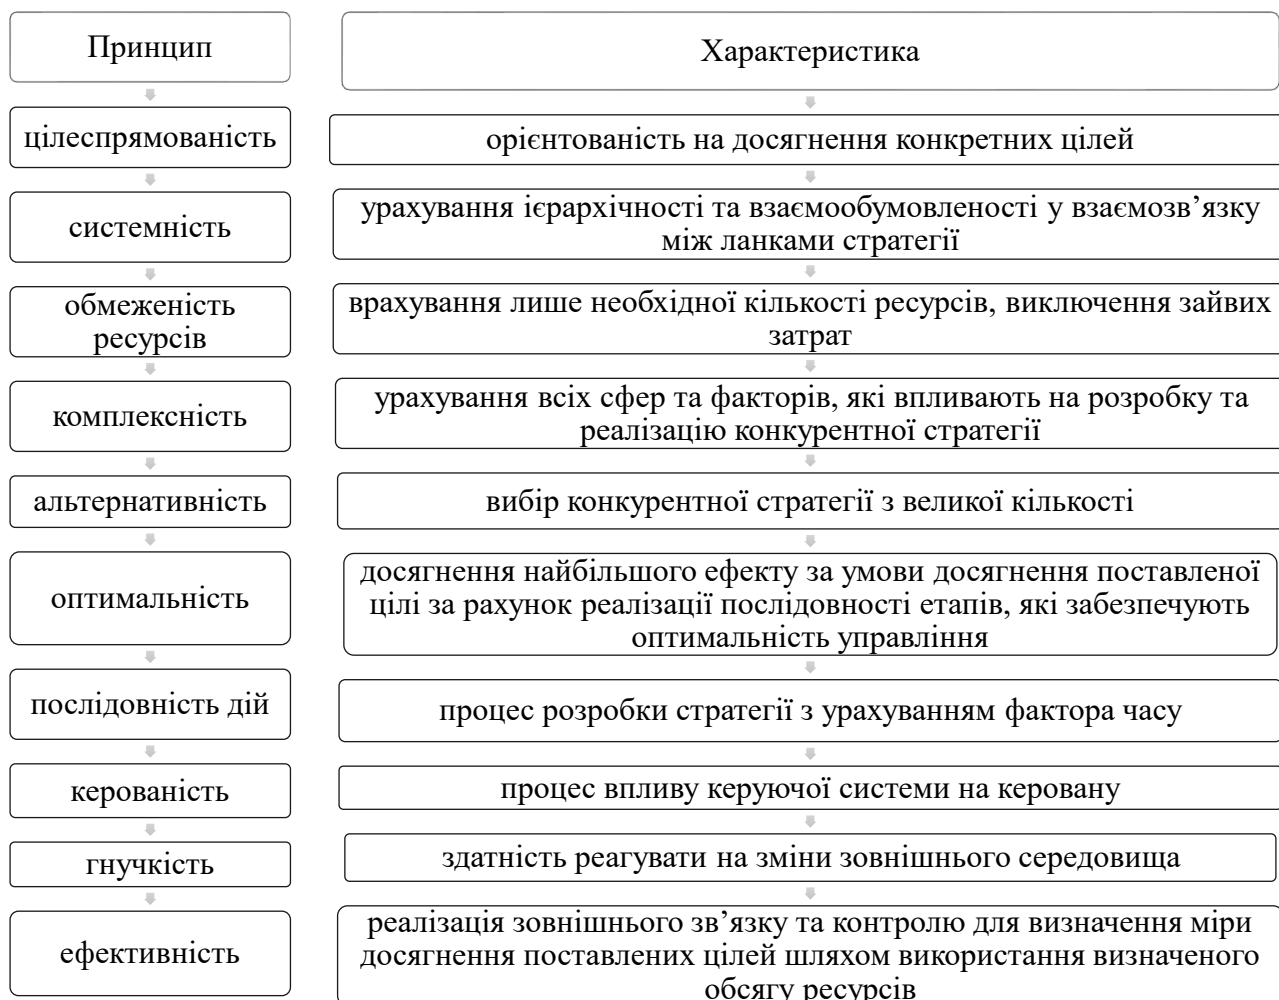 Принцип
Характеристика
цілеспрямованість
орієнтованість на досягнення конкретних цілей
системність
урахування ієрархічності та взаємообумовленості у взаємозв’язку
між ланками стратегії
обмеженість
ресурсів
врахування лише необхідної кількості ресурсів, виключення зайвих
затрат
комплексність
урахування всіх сфер та факторів, які впливають на розробку та
реалізацію конкурентної стратегії
альтернативність
вибір конкурентної стратегії з великої кількості
оптимальність
досягнення найбільшого ефекту за умови досягнення поставленої
цілі за рахунок реалізації послідовності етапів, які забезпечують
оптимальність управління
послідовність дій
процес розробки стратегії з урахуванням фактора часу
керованість
процес впливу керуючої системи на керовану
гнучкість
здатність реагувати на зміни зовнішнього середовища
ефективність
реалізація зовнішнього зв’язку та контролю для визначення міри
досягнення поставлених цілей шляхом використання визначеного
обсягу ресурсів